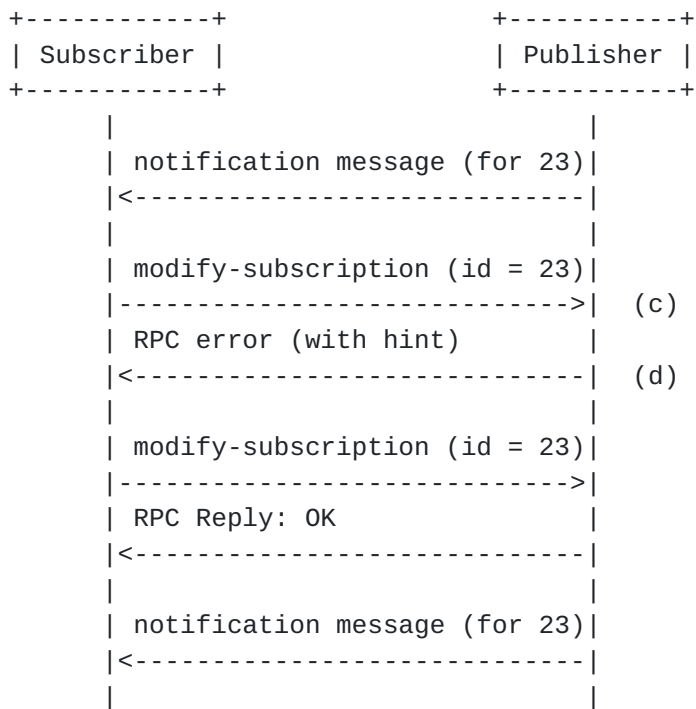 +------------+                 +-----------+
| Subscriber |                 | Publisher |
+------------+                 +-----------+
      |                              |
      | notification message (for 23)|
      |<-----------------------------|
      |                              |
      | modify-subscription (id = 23)|
      |----------------------------->|  (c)
      | RPC error (with hint)        |
      |<-----------------------------|  (d)
      |                              |
      | modify-subscription (id = 23)|
      |----------------------------->|
      | RPC Reply: OK                |
      |<-----------------------------|
      |                              |
      | notification message (for 23)|
      |<-----------------------------|
      |                              |